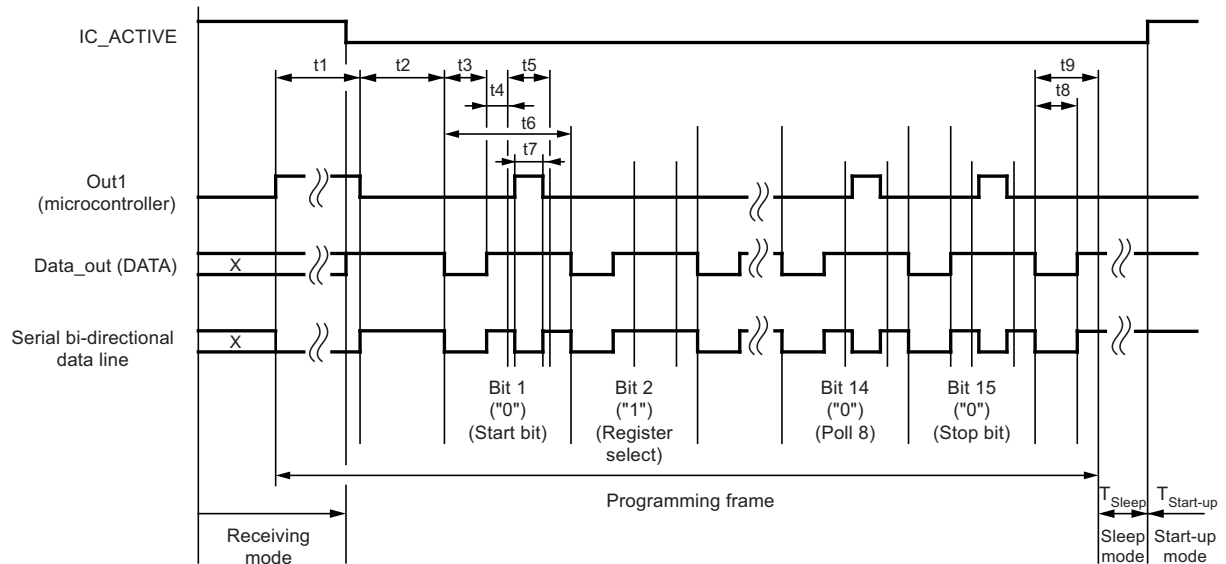 IC_ACTIVE
t1
t2
t3
t5
t9
t4
t8
t6
t7
Out1
(microcontroller)
Data_out (DATA)
X
Serial bi-directional
data line
X
Bit 1
("0")
(Start bit)
Bit 2
("1")
(Register
select)
Bit 14
("0")
(Poll 8)
Bit 15
("0")
(Stop bit)
Programming frame
TSleep
TStart-up
Receiving
mode
Sleep
mode
Start-up
mode